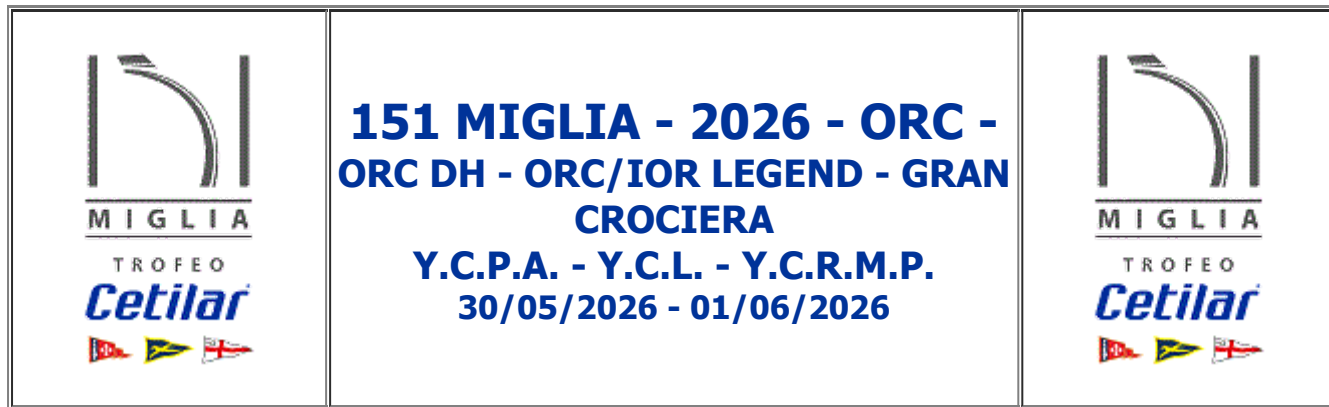 MIGLIA
TROFEO
Cetilar
151 MIGLIA - 2026 - ORC -
ORC DH - ORC/IOR LEGEND - GRAN
CROCIERA
Y.C.P.A. - Y.C.L. - Y.C.R.M.P.
30/05/2026 - 01/06/2026
MIGLIA
TROFEO
Cetilar